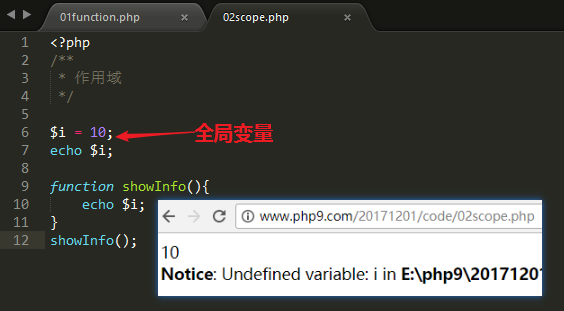 01function.php × 02scope.php ×
1 <?php
2 /**
3 * 作用域
4 */
5
6 $i = 10; 全局变量
7 echo $i;
8
9 function showInfo(){
10 echo $i;
11 }
12 showInfo();
www.php9.com/20171201/code/02scope.php
10
Notice: Undefined variable: i in E:\php9\20171201